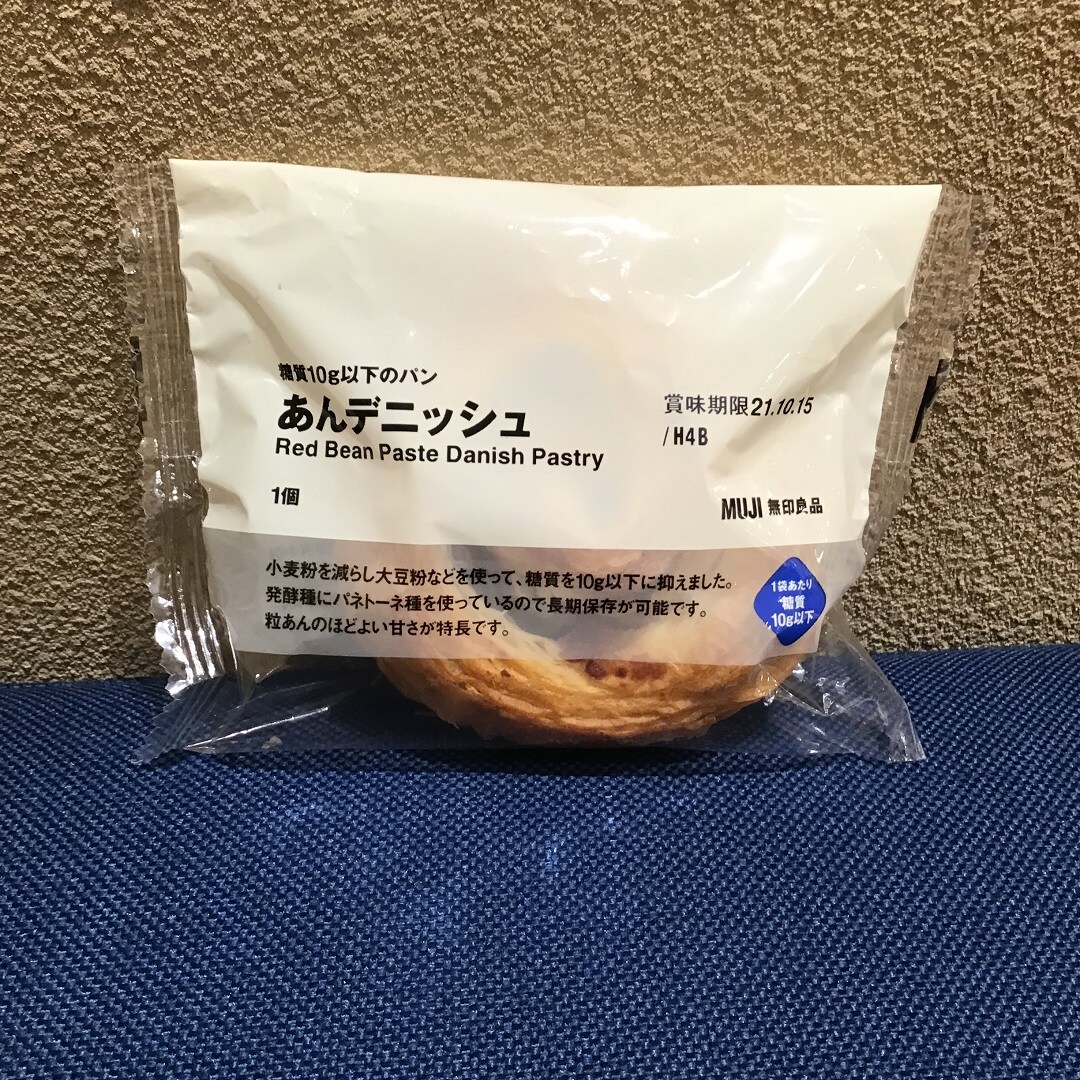 糖質10g以下のパン
あんデニッシュ
Red Bean Paste Danish Pastry
1個
賞味期限21.10.15
/H4B
MUJI 無印良品
小麦粉を減らし大豆粉などを使って、糖質を10g以下に抑えました。
発酵種にパネトーネ種を使っているので長期保存が可能です。
粒あんのほどよい甘さが特長です。
1袋あたり
糖質
10g以下